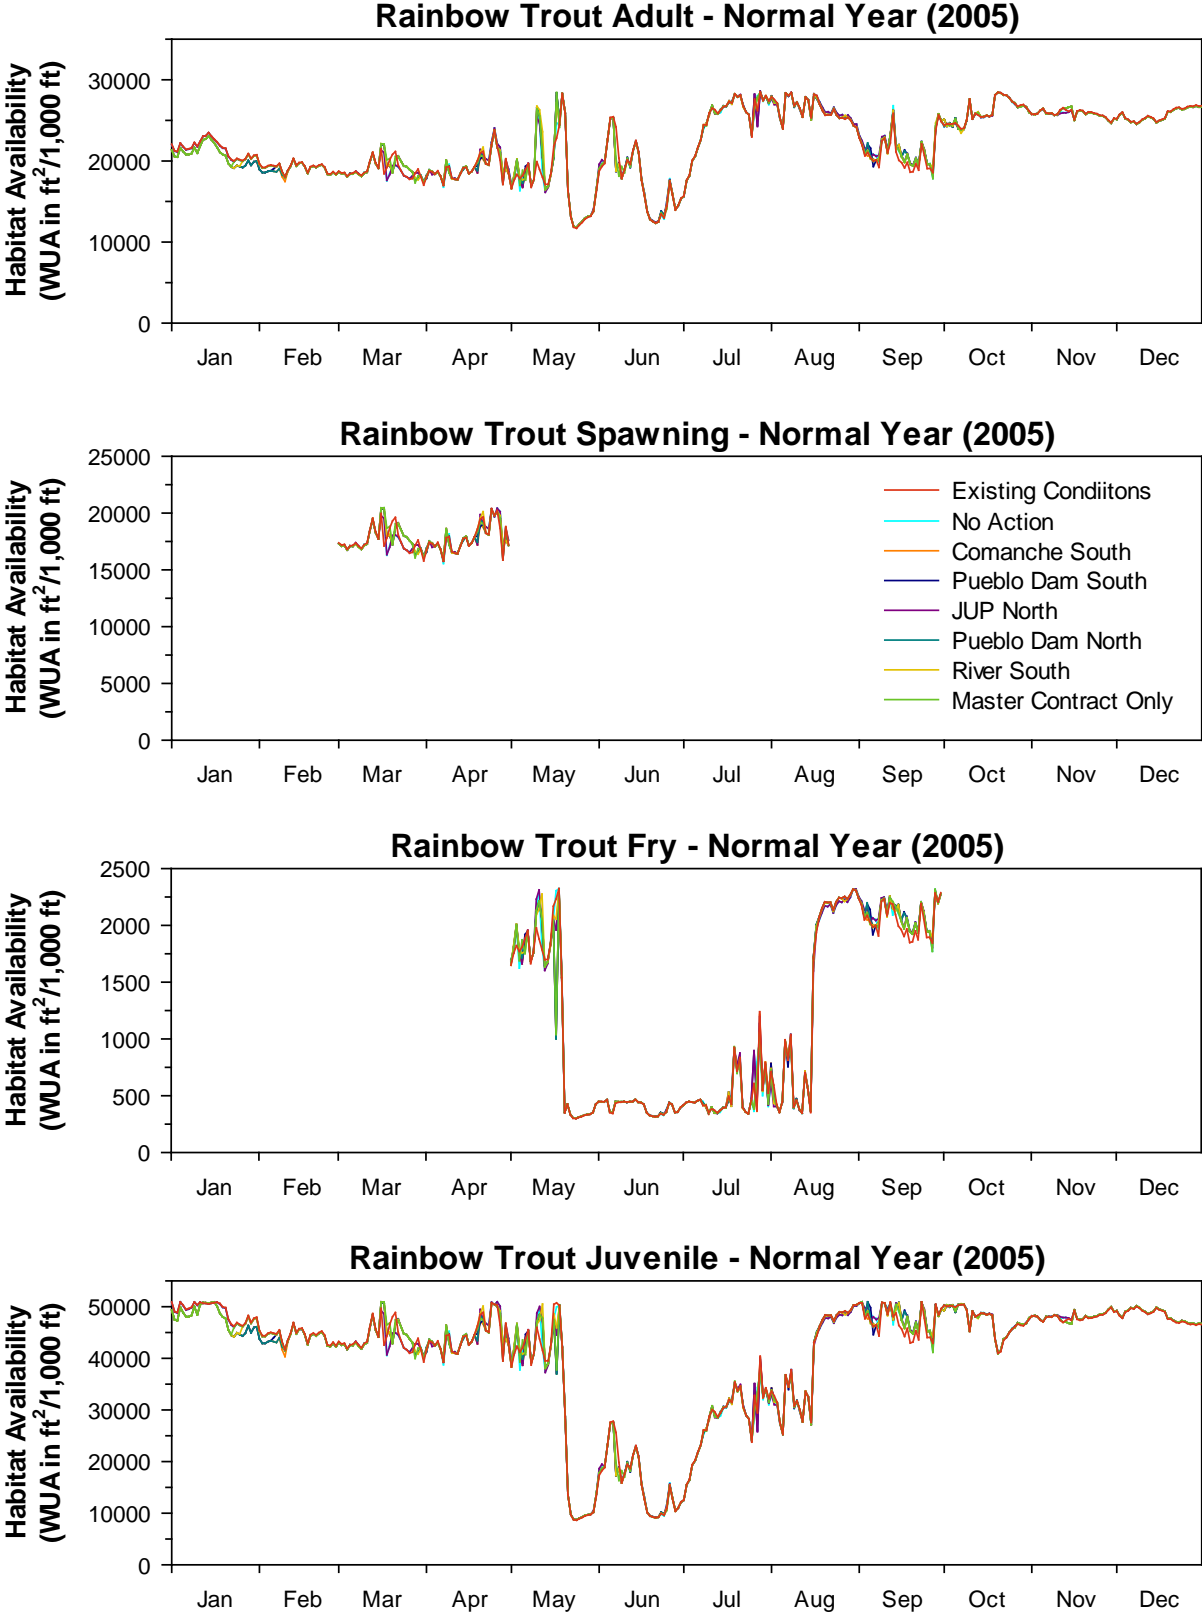 Rainbow Trout Adult - Normal Year (2005)
Habitat Availability
(WUA in ft²/1,000 ft)
30000
20000
10000
0
Jan Feb Mar Apr May Jun Jul Aug Sep Oct Nov Dec
Rainbow Trout Spawning - Normal Year (2005)
Habitat Availability
(WUA in ft²/1,000 ft)
25000
20000
15000
10000
5000
0
Existing Condiitons
No Action
Comanche South
Pueblo Dam South
JUP North
Pueblo Dam North
River South
Master Contract Only
Jan Feb Mar Apr May Jun Jul Aug Sep Oct Nov Dec
Rainbow Trout Fry - Normal Year (2005)
Habitat Availability
(WUA in ft²/1,000 ft)
2500
2000
1500
1000
500
0
Jan Feb Mar Apr May Jun Jul Aug Sep Oct Nov Dec
Rainbow Trout Juvenile - Normal Year (2005)
Habitat Availability
(WUA in ft²/1,000 ft)
50000
40000
30000
20000
10000
0
Jan Feb Mar Apr May Jun Jul Aug Sep Oct Nov Dec